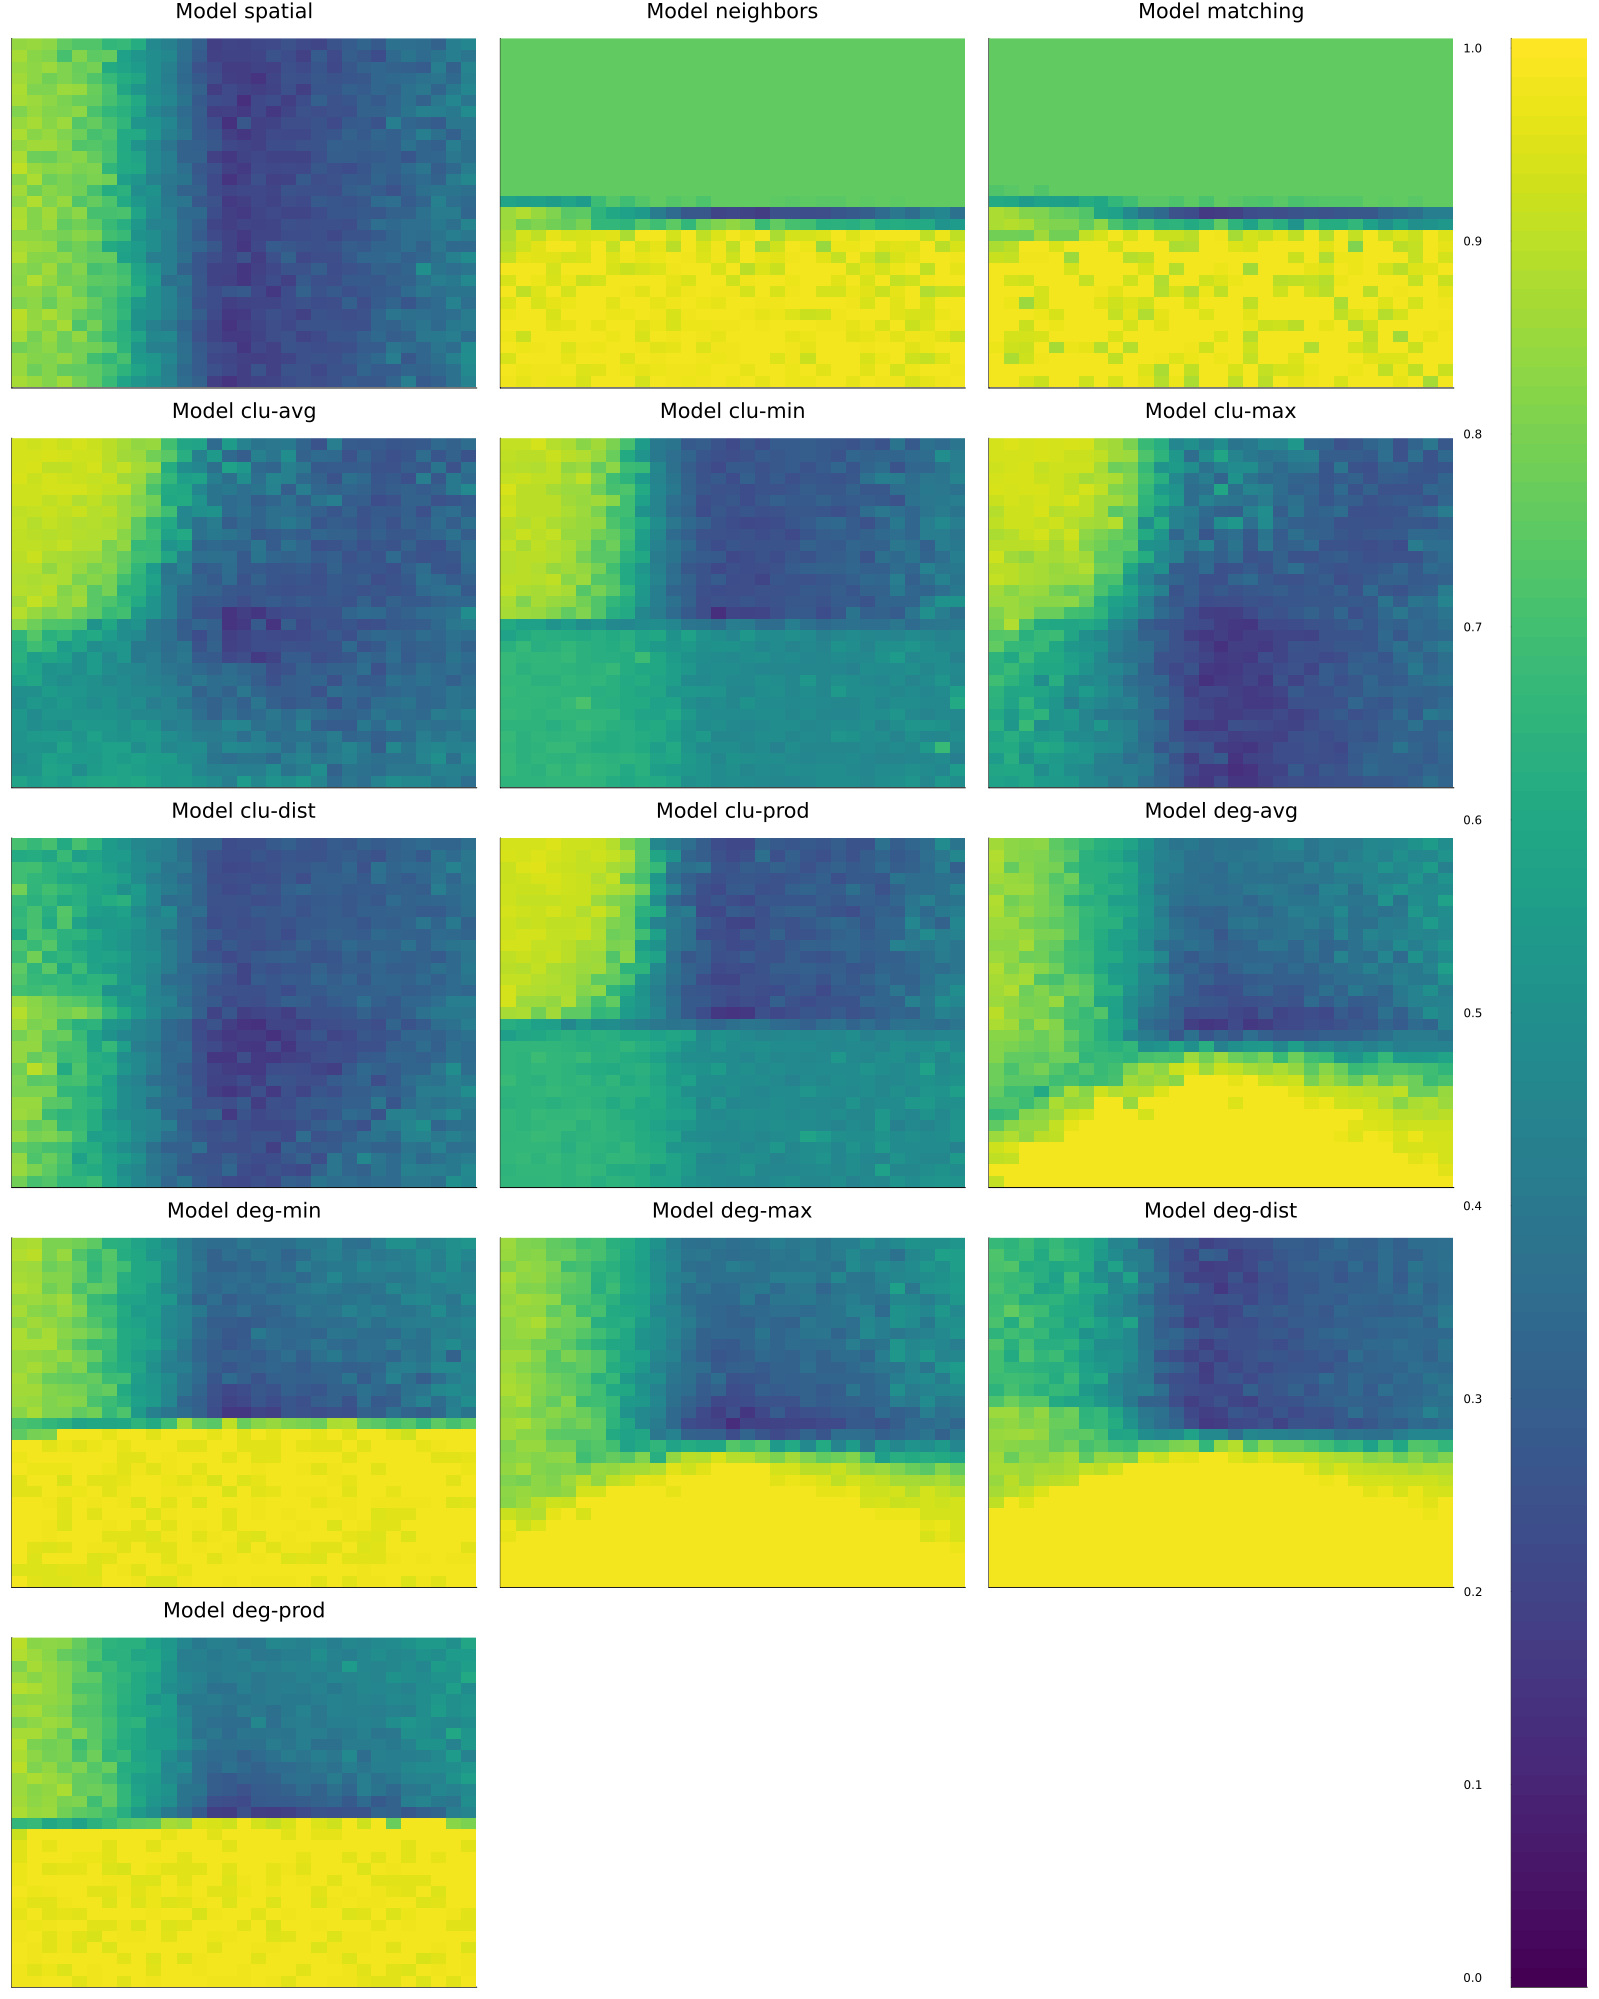 Model spatial
Model neighbors
Model matching
Model clu-avg
Model clu-min
Model clu-max
Model clu-dist
Model clu-prod
Model deg-avg
Model deg-min
Model deg-max
Model deg-dist
Model deg-prod
1.0
0.9
0.8
0.7
0.6
0.5
0.4
0.3
0.2
0.1
0.0